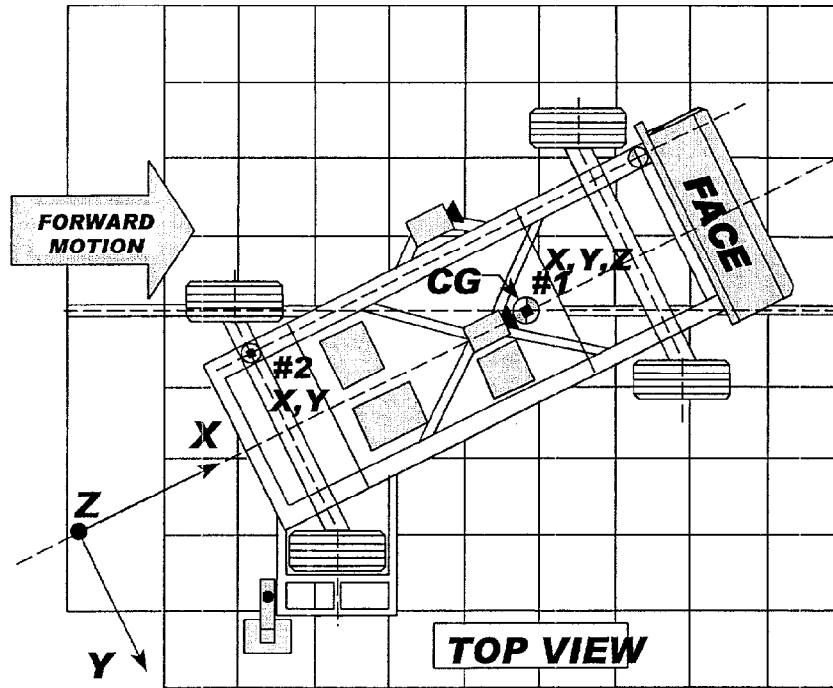 FORWARD
MOTION
FACE
CG
X,Y,Z
#1
#2
X,Y
X
Z
Y
TOP VIEW